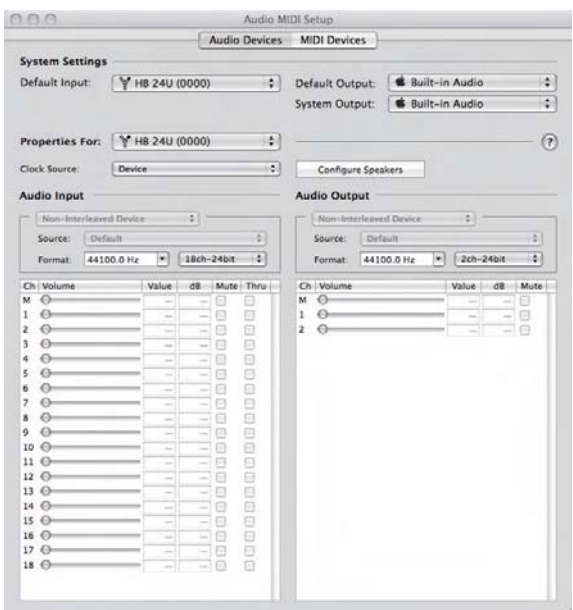 Audio MIDI Setup
Audio Devices MIDI Devices
System Settings
Default Input: HB 24U (0000)
Default Output: Built-in Audio
System Output: Built-in Audio
Properties For: HB 24U (0000)
?
Clock Source: Device
Configure Speakers
Audio Input
Audio Output
Non-Interleaved Device
Non-Interleaved Device
Source: Default
Source: Default
Format: 44100.0 Hz 18ch-24bit
Format: 44100.0 Hz 2ch-24bit
Ch Volume Value dB Mute Thru
Ch Volume Value dB Mute
M
1
2
3
4
5
6
7
8
9
10
11
12
13
14
15
16
17
18
M
1
2